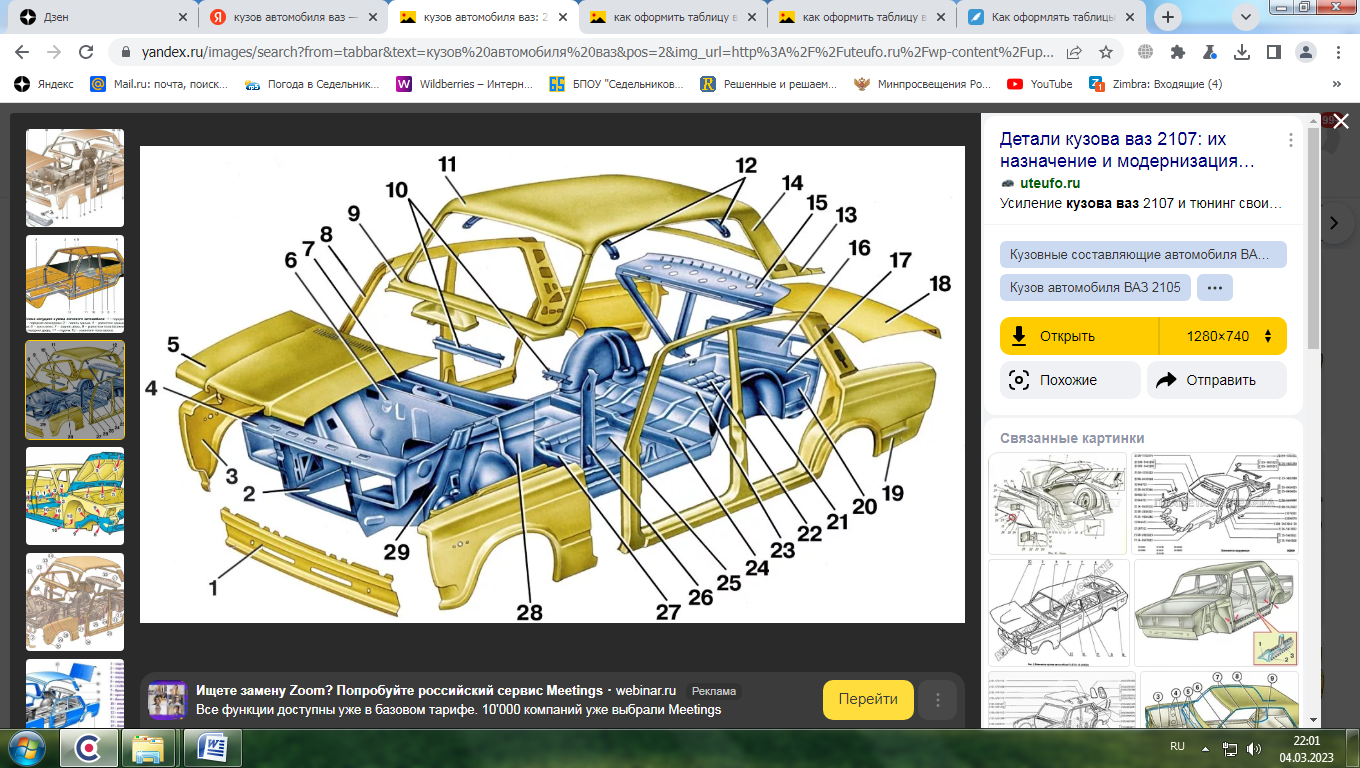 Дзен
кузов автомобиля ваз —
кузов автомобиля ваз: 2
как оформить таблицу в
как оформить таблицу в
Как оформлять таблицы
yandex.ru/images/search?from=tabbar&text=кузов%20автомобиля%20ваз&pos=2&img_url=http%3A%2F%2Futeufo.ru%2Fwp-content%2Fup...
Яндекс
Mail.ru: почта, поиск...
Погода в Седельник...
Wildberries – Интерн...
БПОУ "Седельников...
Решенные и решаем...
Минпросвещения Ро...
YouTube
Zimbra: Входящие (4)
»
Детали кузова ваз 2107: их
назначение и модернизация...
uteufo.ru
Усиление кузова ваз 2107 и тюнинг свои...
Кузовные составляющие автомобиля ВА...
Кузов автомобиля ВАЗ 2105
Открыть
1280×740
Похожие
Отправить
Связанные картинки
11
12
10
14
9
15
13
8
7
6
16
17
18
5
4
3
2
1
29
28
27
26
25
24
23
22
21
20
19
Ищете замену Zoom? Попробуйте российский сервис Meetings · webinar.ru Реклама
Все функции доступны уже в базовом тарифе. 10'000 компаний уже выбрали Meetings
Перейти
RU
22:01
04.03.2023